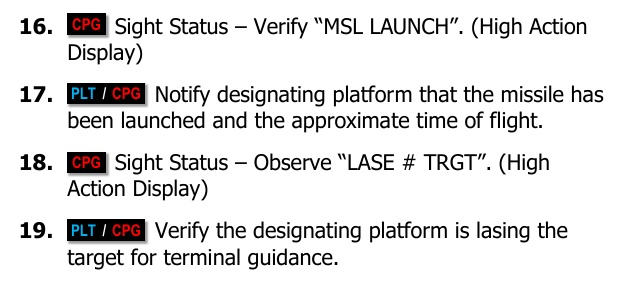 16. CPG Sight Status – Verify “MSL LAUNCH”. (High Action
Display)
17. PLT / CPG Notify designating platform that the missile has
been launched and the approximate time of flight.
18. CPG Sight Status – Observe “LASE # TRGT”. (High
Action Display)
19. PLT / CPG Verify the designating platform is lasing the
target for terminal guidance.